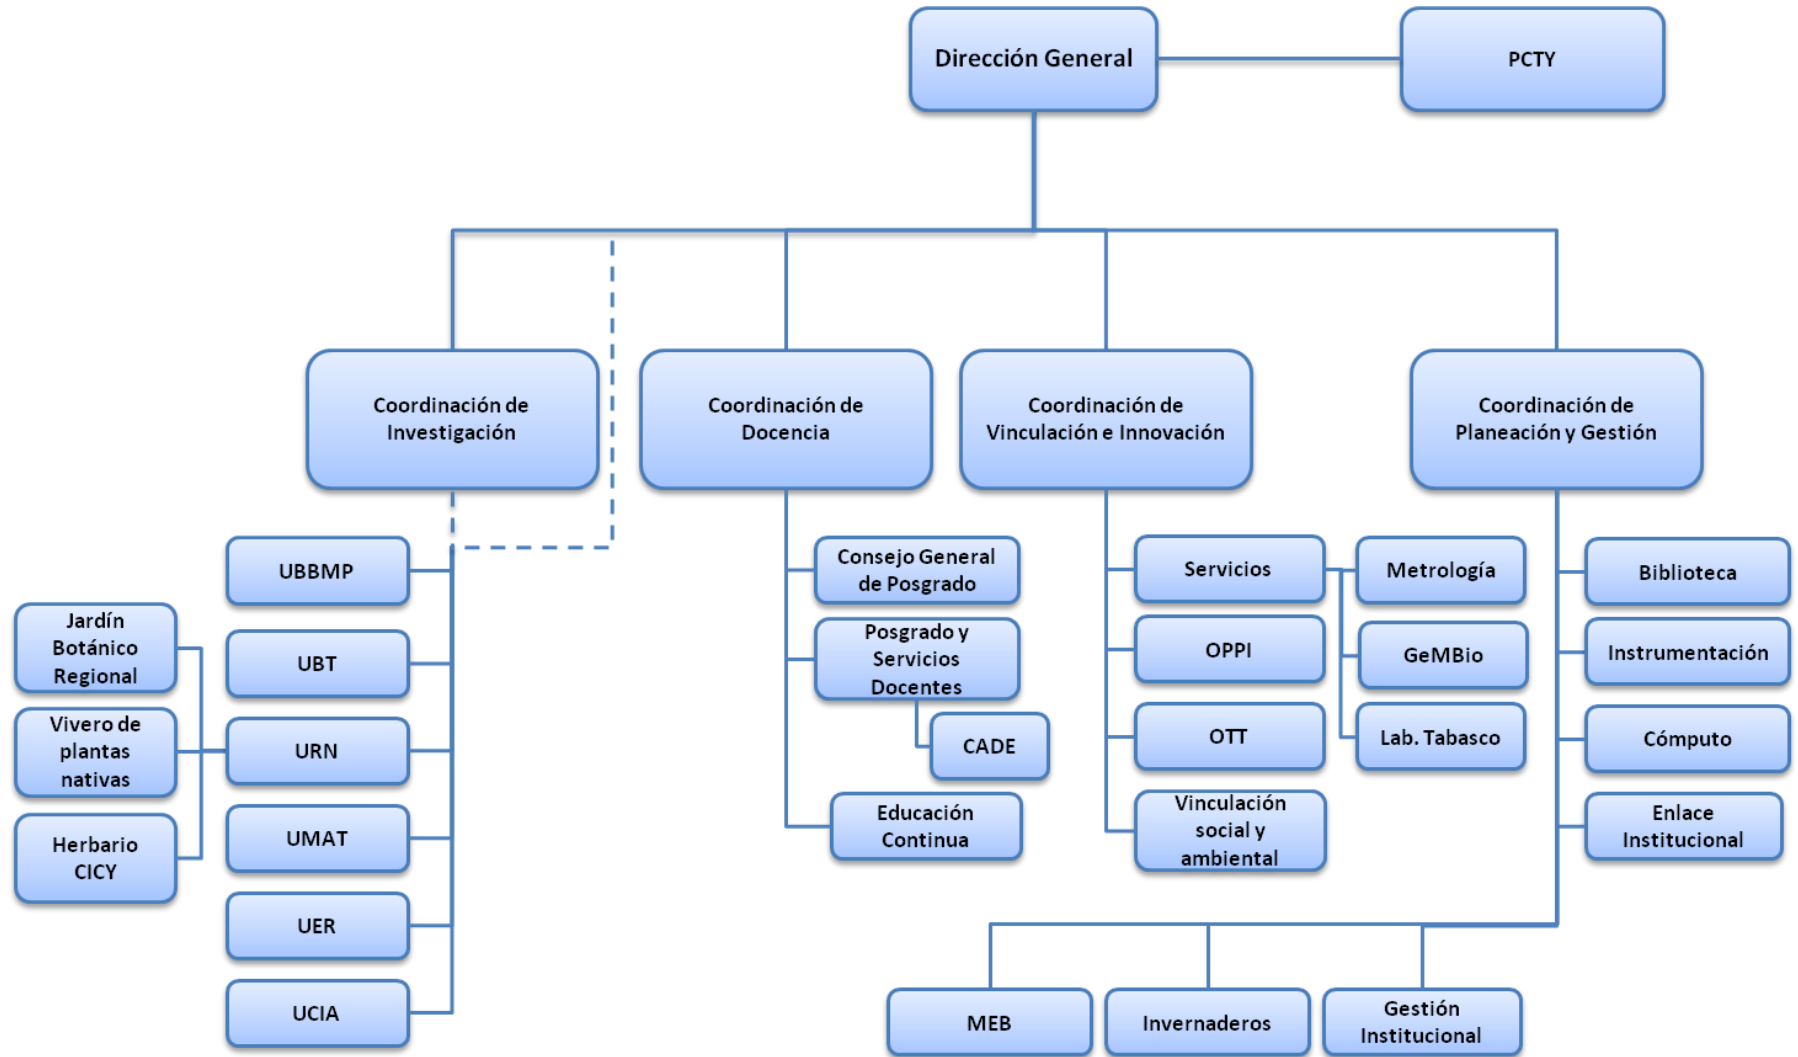 Dirección General
PCTY
Coordinación de
Investigación
Coordinación de
Docencia
Coordinación de
Vinculación e Innovación
Coordinación de
Planeación y Gestión
UBBMP
UBT
URN
UMAT
UER
UCIA
Jardín
Botánico
Regional
Vivero de
plantas
nativas
Herbario
CICY
Consejo General
de Posgrado
Posgrado y
Servicios
Docentes
CADE
Educación
Continua
Servicios
OPPI
OTT
Vinculación
social y
ambiental
Metrología
GeMBio
Lab. Tabasco
Biblioteca
Instrumentación
Cómputo
Enlace
Institucional
MEB
Invernaderos
Gestión
Institucional